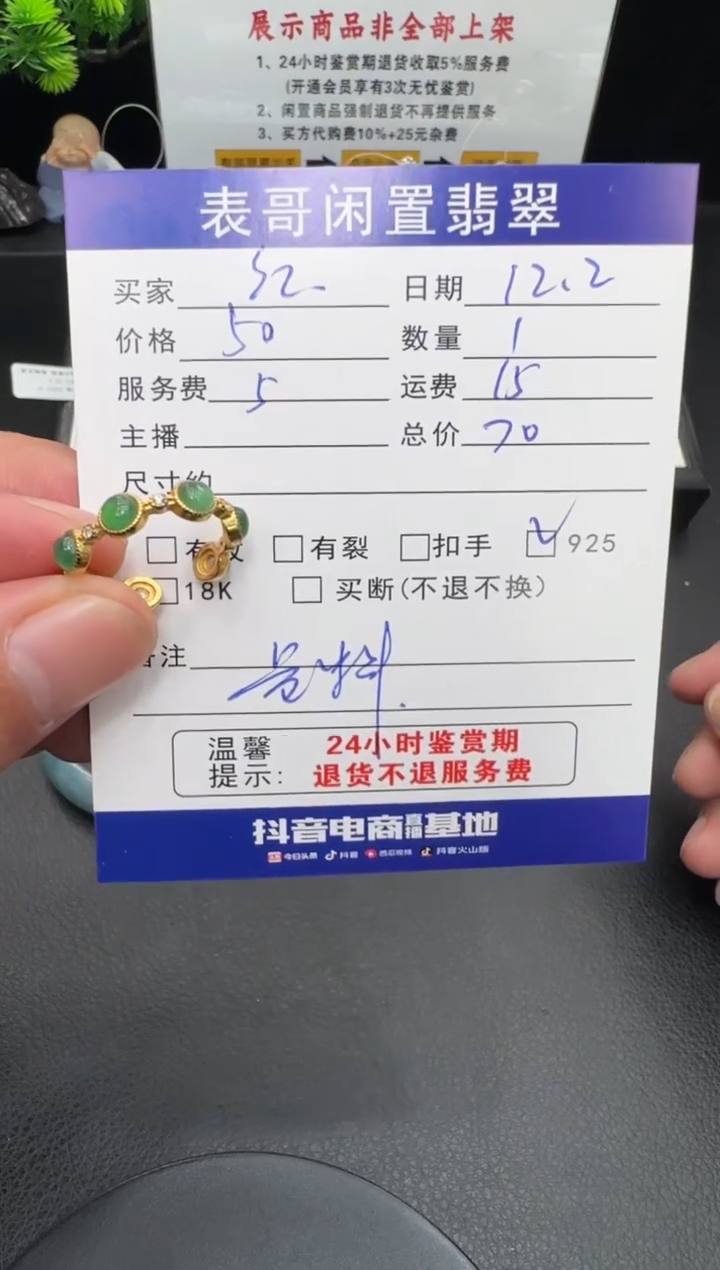 展示商品非全部上架
1、24小时鉴赏期退货收取5%服务费
(开通会员享有3次无忧鉴赏)
2、闲置商品强制退货不再提供服务
3、买方代购费10%+25元杂费
表哥闲置翡翠
买家 日期 12.2
价格 50 数量 1
服务费 5 运费 15
主播 总价 70
尺寸约
有 有裂 扣手 925
18K 买断(不退不换)
备注
温馨 24小时鉴赏期
提示: 退货不退服务费
抖音电商直播基地
今日头条 抖音 西瓜视频 抖音火山版